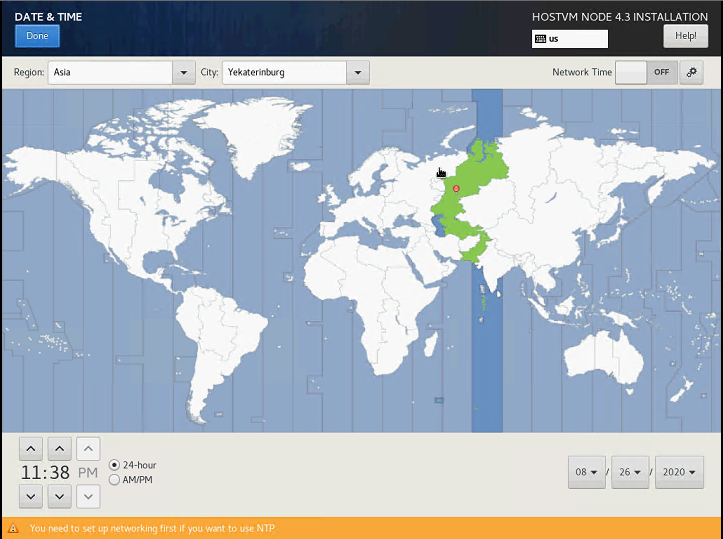 DATE & TIME
HOSTVM NODE 4.3 INSTALLATION
Done
us
Help!
Region: Asia City: Yekaterinburg Network Time OFF
11:38 PM
24-hour
AM/PM
08 / 26 / 2020
You need to set up networking first if you want to use NTP